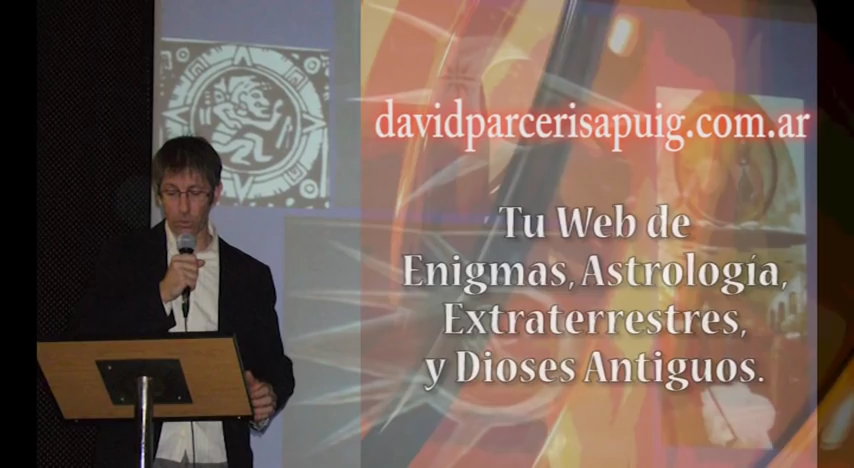 davidparcerisapuig.com.ar
Tu Web de
Enigmas, Astrología,
Extraterrestres,
y Dioses Antiguos.